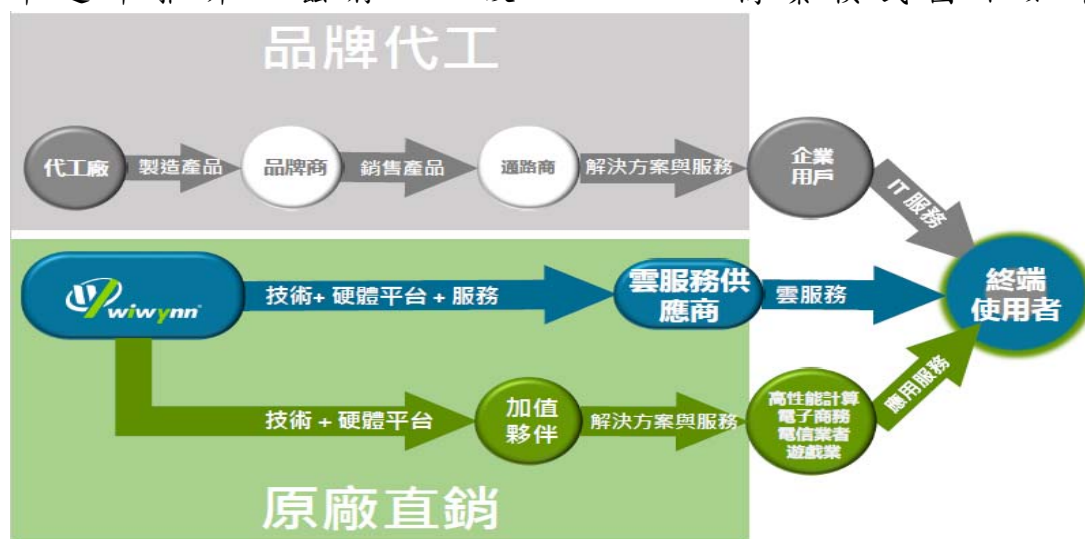 品牌代工
代工廠 製造產品 品牌商 銷售產品 通路商 解決方案與服務 企業
用戶
IT 服務
wiwynn
技術+ 硬體平台 + 服務
雲服務供
應商
雲服務
終端
使用者
技術 + 硬體平台
加值
夥伴
解決方案與服務
高性能計算
電子商務
電信業者
遊戲業
應用服務
原廠直銷